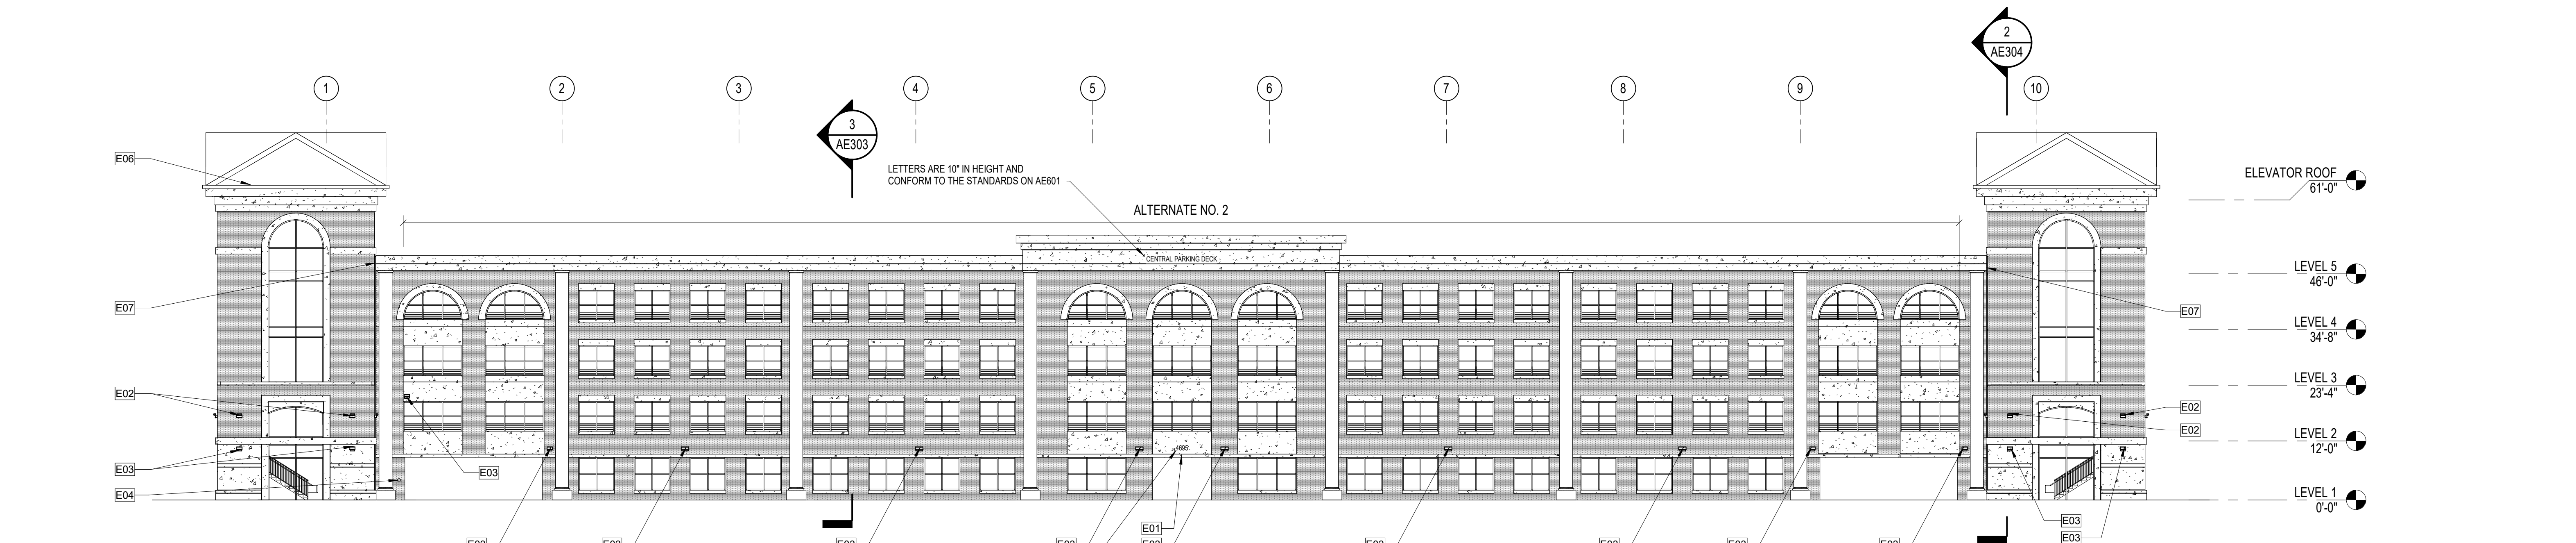 2
AE304
1
2
3
4
5
6
7
8
9
10
3
AE303
E06
LETTERS ARE 10" IN HEIGHT AND
CONFORM TO THE STANDARDS ON AE601
ELEVATOR ROOF
61'-0"
ALTERNATE NO. 2
CENTRAL PARKING DECK
LEVEL 5
46'-0"
E07
E07
LEVEL 4
34'-8"
LEVEL 3
23'-4"
E02
E02
E02
LEVEL 2
12'-0"
4695
E03
E03
E04
LEVEL 1
0'-0"
E01
E03
E03